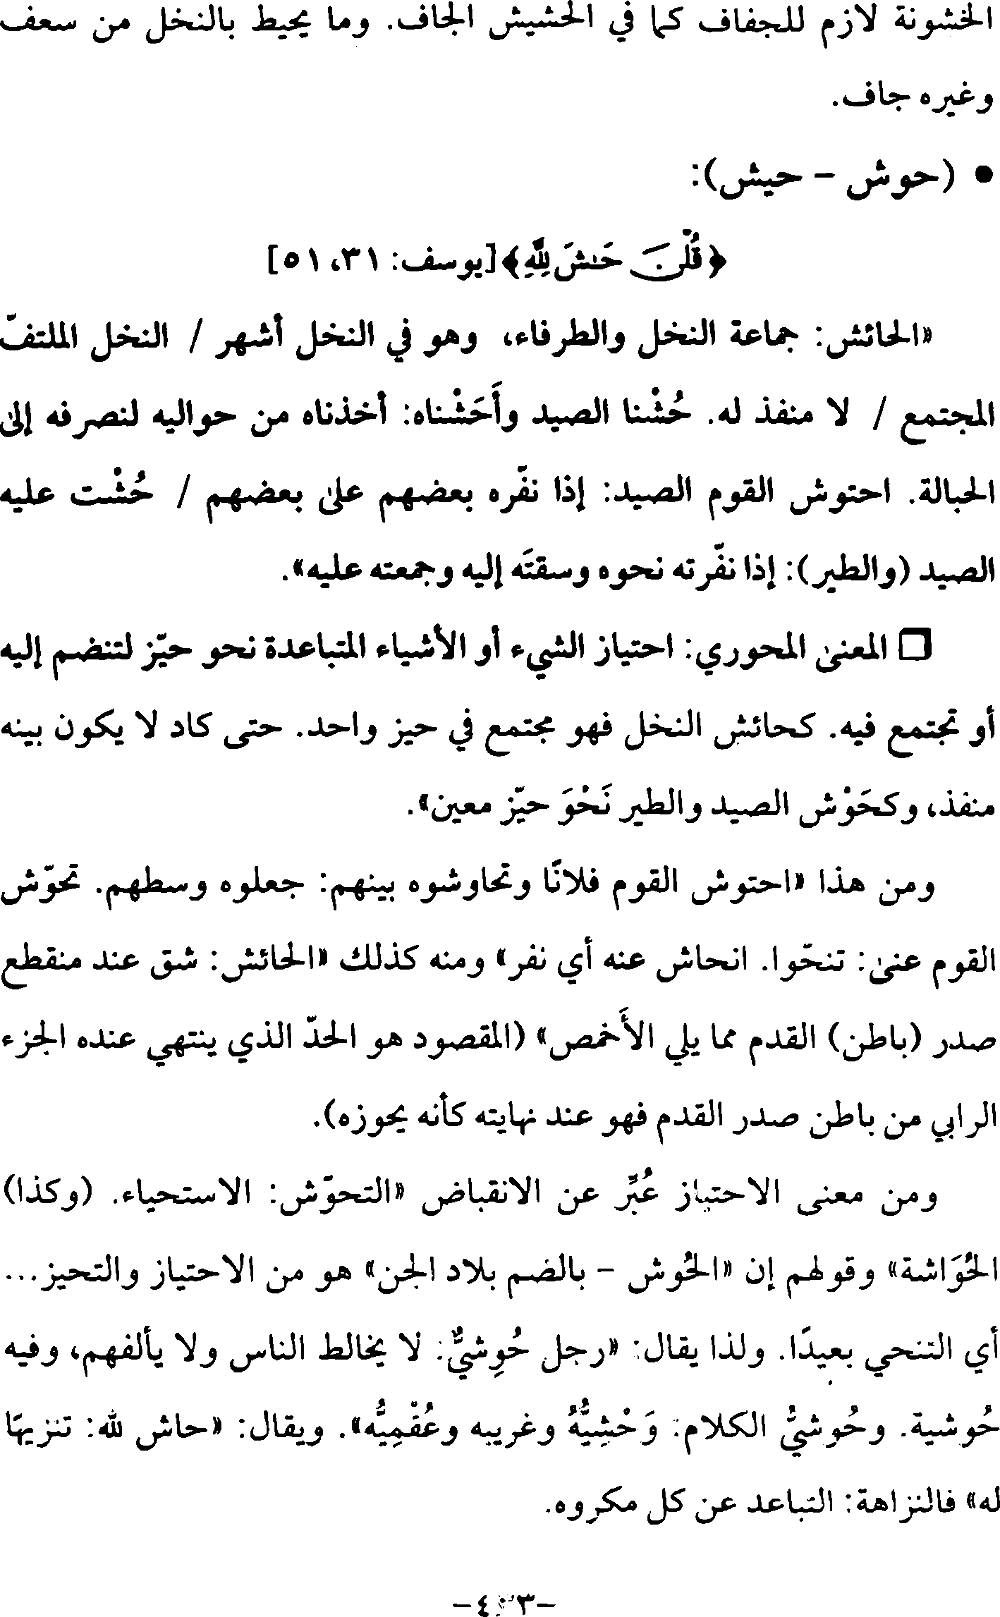 الخشونة لازم للجفاف كما في الحشيش الجاف. وما يحيط بالنخل من سعف
وغيره جاف.
• (حوش – حيش):
﴿قُلْنَ حَٰشَ لِلَّهِ﴾ [يوسف: ٣١، ٥١]
«الحائش: جماعة النخل والطرفاء، وهو في النخل أشهر / النخل الملتفّ
المجتمع / لا منفذ له. حُشْنا الصيد وأَحَشْناه: أخذناه من حواليه لنصرفه إلى
الحبالة. احتوش القوم الصيد: إذا نفّره بعضهم على بعضهم / حُشْت عليه
الصيد (والطير): إذا نفّرته نحوه وسقتَه إليه وجمعته عليه».
□ المعنى المحوري: احتياز الشيء أو الأشياء المتباعدة نحو حيّز لتنضم إليه
أو تجتمع فيه. كحائش النخل فهو مجتمع في حيز واحد. حتى كاد لا يكون بينه
منفذ، وكحَوْش الصيد والطير نَحْوَ حيّز معين».
ومن هذا «احتوش القوم فلانًا وتحاوشوه بينهم: جعلوه وسطهم. تحوّش
القوم عنى: تنحّوا. انحاش عنه أي نفر» ومنه كذلك «الحائش: شق عند منقطع
صدر (باطن) القدم مما يلي الأَخمص» (المقصود هو الحدّ الذي ينتهي عنده الجزء
الرابي من باطن صدر القدم فهو عند نهايته كأنه يحوزه).
ومن معنى الاحتياز عُبِّر عن الانقباض «التحوّش: الاستحياء. (وكذا)
الحُوَاشة» وقولهم إن «الحُوش – بالضم بلاد الجن» هو من الاحتياز والتحيز...
أي التنحي بعيدًا. ولذا يقال: «رجل حُوِشيٌّ: لا يخالط الناس ولا يألفهم، وفيه
حُوشية. وحُوشيُّ الكلام: وَحْشِيُّهُ وغريبه وعُقْمِيُّه». ويقال: «حاش لله: تنزيهًا
له» فالنزاهة: التباعد عن كل مكروه.